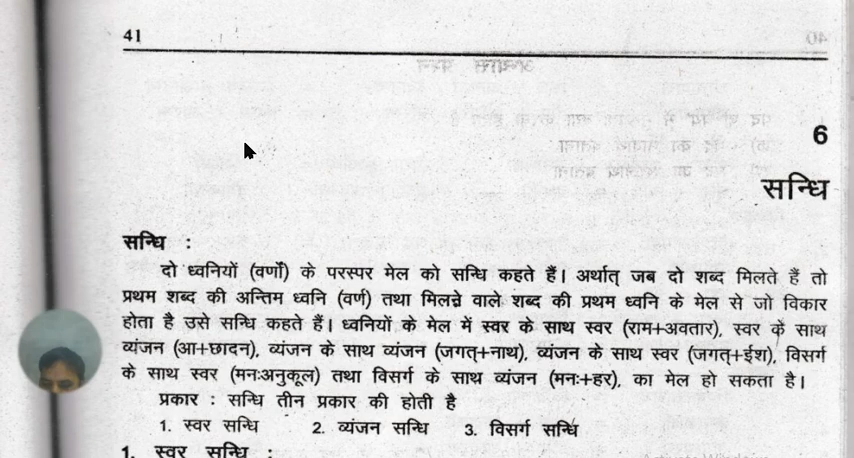 41
6
सन्धि
सन्धि :
दो ध्वनियों (वर्णों) के परस्पर मेल को सन्धि कहते हैं। अर्थात् जब दो शब्द मिलते हैं तो
प्रथम शब्द की अन्तिम ध्वनि (वर्ण) तथा मिलने वाले शब्द की प्रथम ध्वनि के मेल से जो विकार
होता है उसे सन्धि कहते हैं। ध्वनियों के मेल में स्वर के साथ स्वर (राम+अवतार), स्वर के साथ
व्यंजन (आ+छादन), व्यंजन के साथ व्यंजन (जगत्+नाथ), व्यंजन के साथ स्वर (जगत्+ईश), विसर्ग
के साथ स्वर (मनःअनुकूल) तथा विसर्ग के साथ व्यंजन (मनः+हर), का मेल हो सकता है।
प्रकार : सन्धि तीन प्रकार की होती है
1. स्वर सन्धि 2. व्यंजन सन्धि 3. विसर्ग सन्धि
1. स्वर सन्धि :